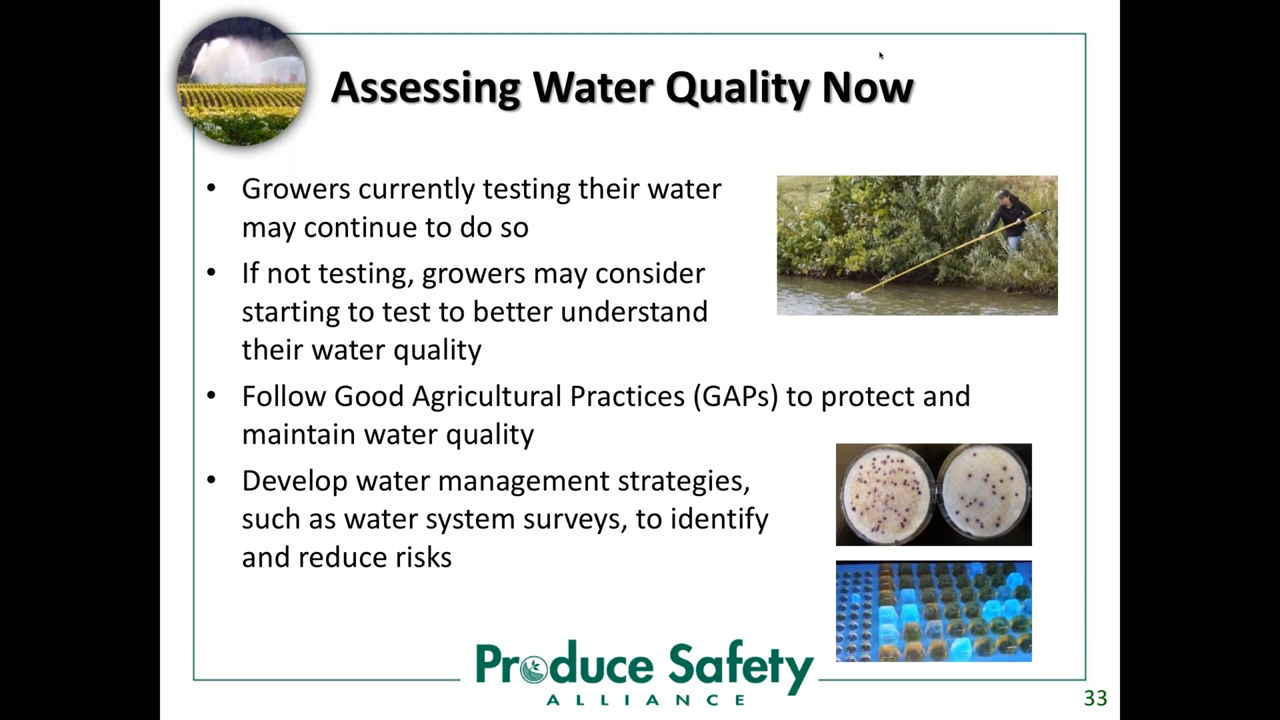 Assessing Water Quality Now
• Growers currently testing their water
may continue to do so
• If not testing, growers may consider
starting to test to better understand
their water quality
• Follow Good Agricultural Practices (GAPs) to protect and
maintain water quality
• Develop water management strategies,
such as water system surveys, to identify
and reduce risks
Produce Safety
ALLIANCE
33